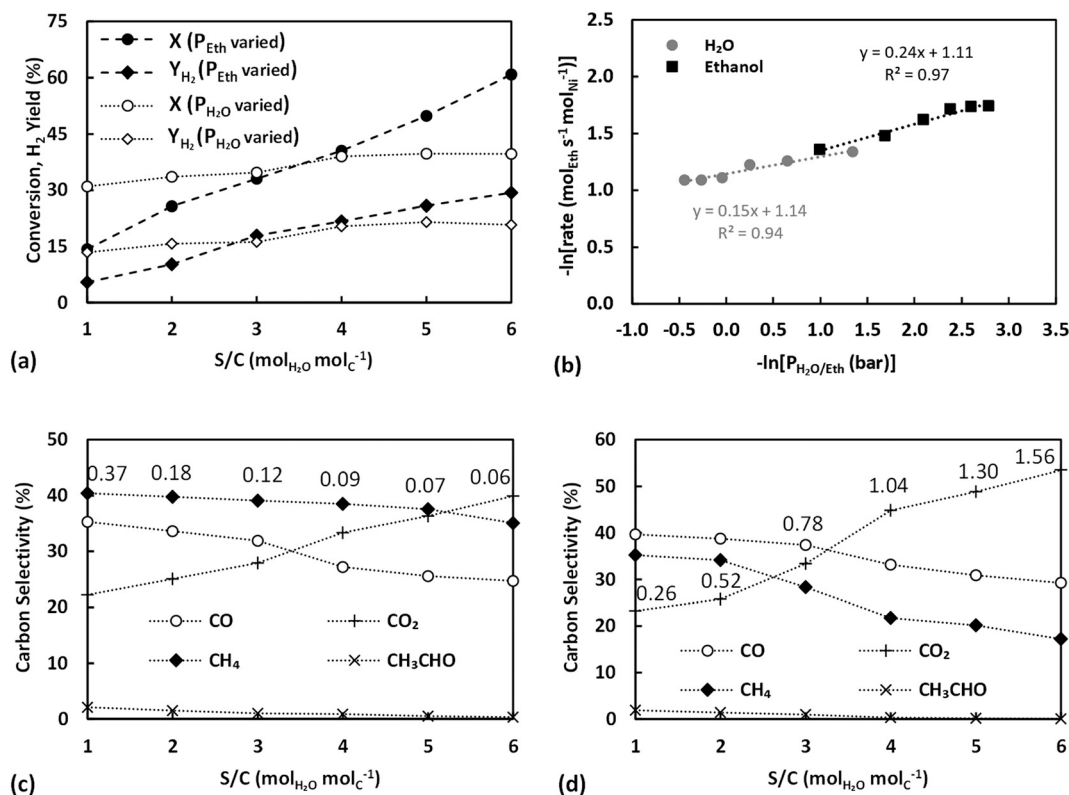 75
60
45
30
15
0
Conversion, H₂ Yield (%)
X (P_Eth varied)
Y_H₂ (P_Eth varied)
X (P_H₂O varied)
Y_H₂ (P_H₂O varied)
1 2 3 4 5 6
S/C (mol_H₂O mol_C⁻¹)
(a)
2.5
2.0
1.5
1.0
0.5
0.0
-ln[rate (mol_Eth s⁻¹ mol_Ni⁻¹)]
H₂O
Ethanol
y = 0.24x + 1.11
R² = 0.97
y = 0.15x + 1.14
R² = 0.94
-1.0 -0.5 0.0 0.5 1.0 1.5 2.0 2.5 3.0 3.5
-ln[P_H₂O/Eth (bar)]
(b)
50
40
30
20
10
0
Carbon Selectivity (%)
0.37 0.18 0.12 0.09 0.07 0.06
CO CO₂
CH₄ CH₃CHO
1 2 3 4 5 6
S/C (mol_H₂O mol_C⁻¹)
(c)
60
50
40
30
20
10
0
Carbon Selectivity (%)
0.26 0.52 0.78 1.04 1.30 1.56
CO CO₂
CH₄ CH₃CHO
1 2 3 4 5 6
S/C (mol_H₂O mol_C⁻¹)
(d)